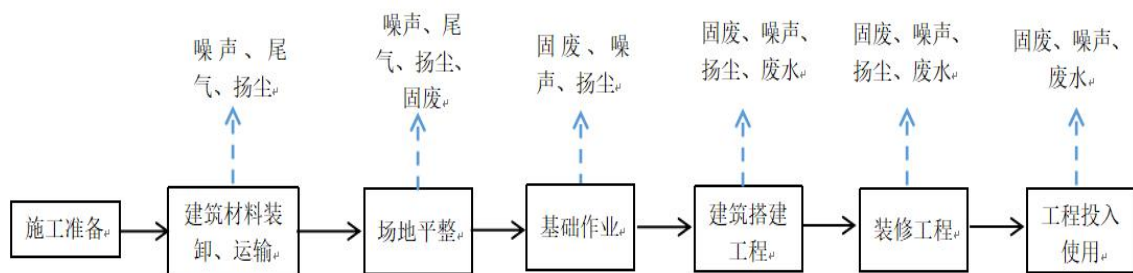 噪声、尾
气、扬尘
噪声、尾
气、扬尘、
固废
固废、噪
声、扬尘
固废、噪声、
扬尘、废水
固废、噪声、
扬尘、废水
固废、噪声、
废水
施工准备
建筑材料装
卸、运输
场地平整
基础作业
建筑搭建
工程
装修工程
工程投入
使用